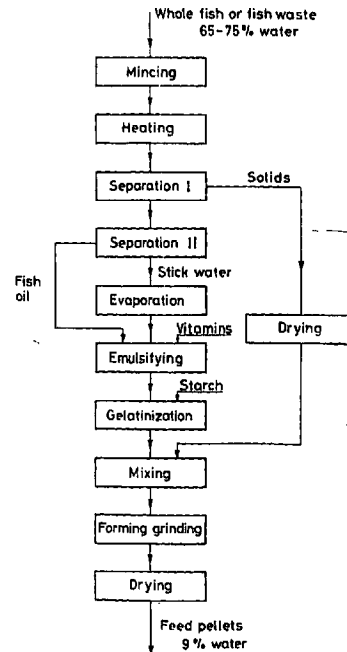 Whole fish or fish waste
65-75% water
Mincing
Heating
Separation I
Solids
Separation II
Fish
oil
Stick water
Evaporation
Vitamins
Drying
Emulsifying
Starch
Gelatinization
Mixing
Forming grinding
Drying
Feed pellets
9% water